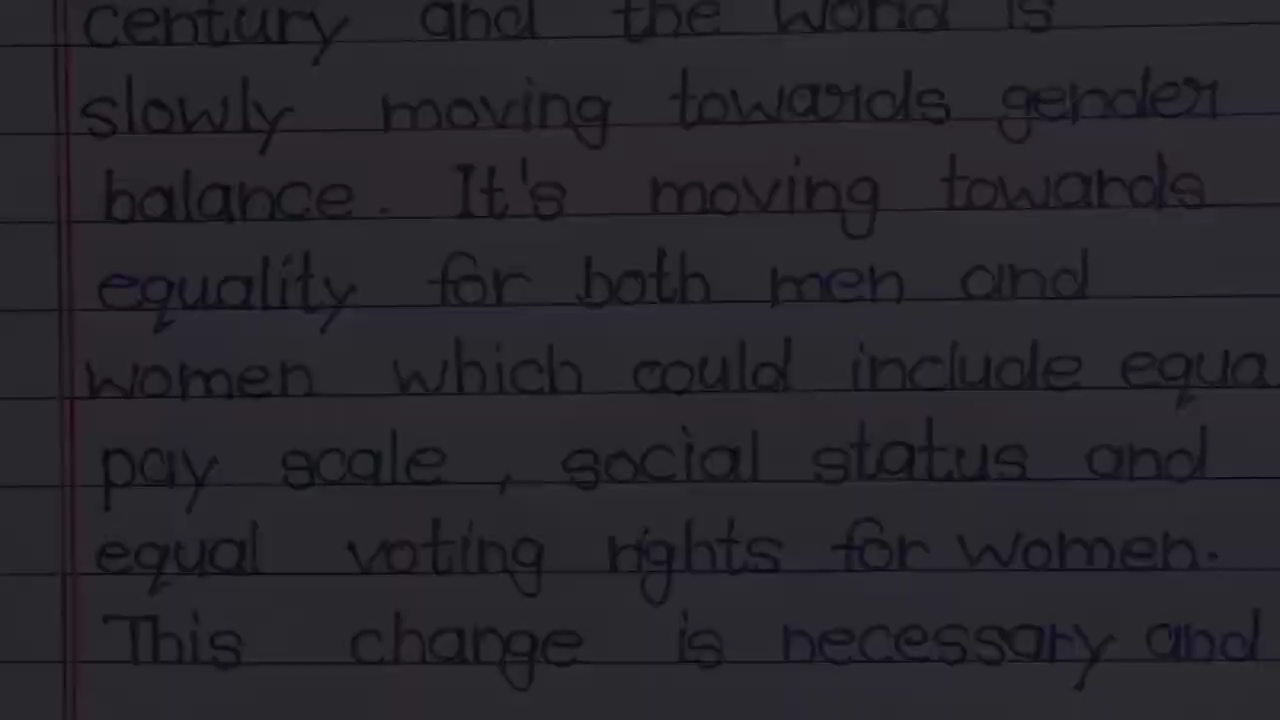 century and the world is
slowly moving towards gender
balance. It's moving towards
equality for both men and
women which could include equa
pay scale, social status and
equal voting rights for women.
This change is necessary and